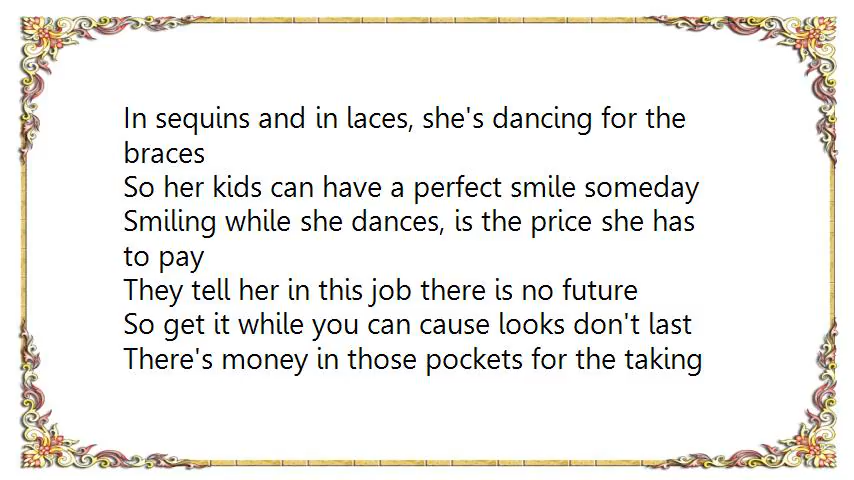 In sequins and in laces, she's dancing for the
braces
So her kids can have a perfect smile someday
Smiling while she dances, is the price she has
to pay
They tell her in this job there is no future
So get it while you can cause looks don't last
There's money in those pockets for the taking